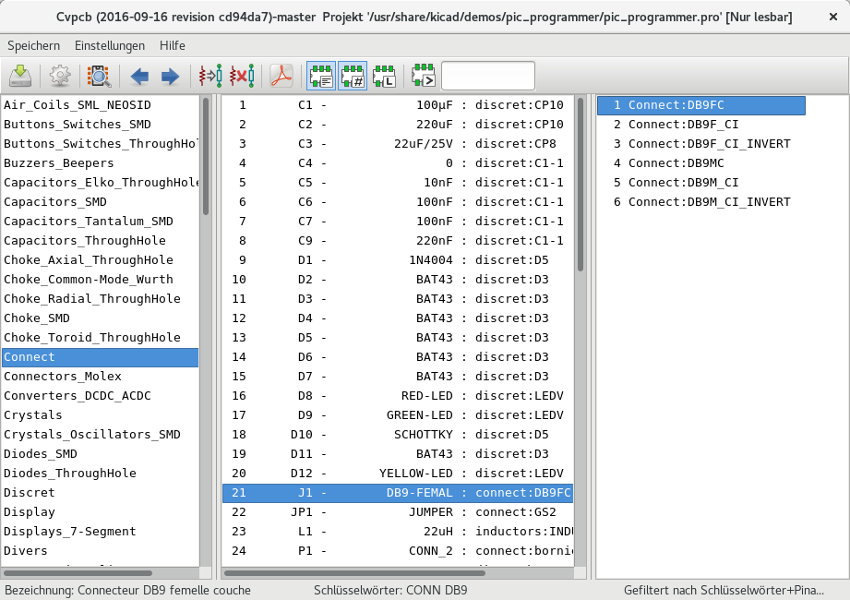 Cvpcb (2016-09-16 revision cd94da7)-master Projekt '/usr/share/kicad/demos/pic_programmer/pic_programmer.pro' [Nur lesbar]
×
Speichern Einstellungen Hilfe
PDF # L
Air_Coils_SML_NEOSID
Buttons_Switches_SMD
Buttons_Switches_ThroughHol
Buzzers_Beepers
Capacitors_Elko_ThroughHole
Capacitors_SMD
Capacitors_Tantalum_SMD
Capacitors_ThroughHole
Choke_Axial_ThroughHole
Choke_Common-Mode_Wurth
Choke_Radial_ThroughHole
Choke_SMD
Choke_Toroid_ThroughHole
Connect
Connectors_Molex
Converters_DCDC_ACDC
Crystals
Crystals_Oscillators_SMD
Diodes_SMD
Diodes_ThroughHole
Discret
Display
Displays_7-Segment
Divers
1 C1 - 100µF : discret:CP10
2 C2 - 220uF : discret:CP10
3 C3 - 22uF/25V : discret:CP8
4 C4 - 0 : discret:C1-1
5 C5 - 10nF : discret:C1-1
6 C6 - 100nF : discret:C1-1
7 C7 - 100nF : discret:C1-1
8 C9 - 220nF : discret:C1-1
9 D1 - 1N4004 : discret:D5
10 D2 - BAT43 : discret:D3
11 D3 - BAT43 : discret:D3
12 D4 - BAT43 : discret:D3
13 D5 - BAT43 : discret:D3
14 D6 - BAT43 : discret:D3
15 D7 - BAT43 : discret:D3
16 D8 - RED-LED : discret:LEDV
17 D9 - GREEN-LED : discret:LEDV
18 D10 - SCHOTTKY : discret:D5
19 D11 - BAT43 : discret:D3
20 D12 - YELLOW-LED : discret:LEDV
21 J1 - DB9-FEMAL : connect:DB9FC
22 JP1 - JUMPER : connect:GS2
23 L1 - 22uH : inductors:INDU
24 P1 - CONN_2 : connect:bornie
1 Connect:DB9FC
2 Connect:DB9F_CI
3 Connect:DB9F_CI_INVERT
4 Connect:DB9MC
5 Connect:DB9M_CI
6 Connect:DB9M_CI_INVERT
Bezeichnung: Connecteur DB9 femelle couche Schlüsselwörter: CONN DB9 Gefiltert nach Schlüsselwörter+Pina...